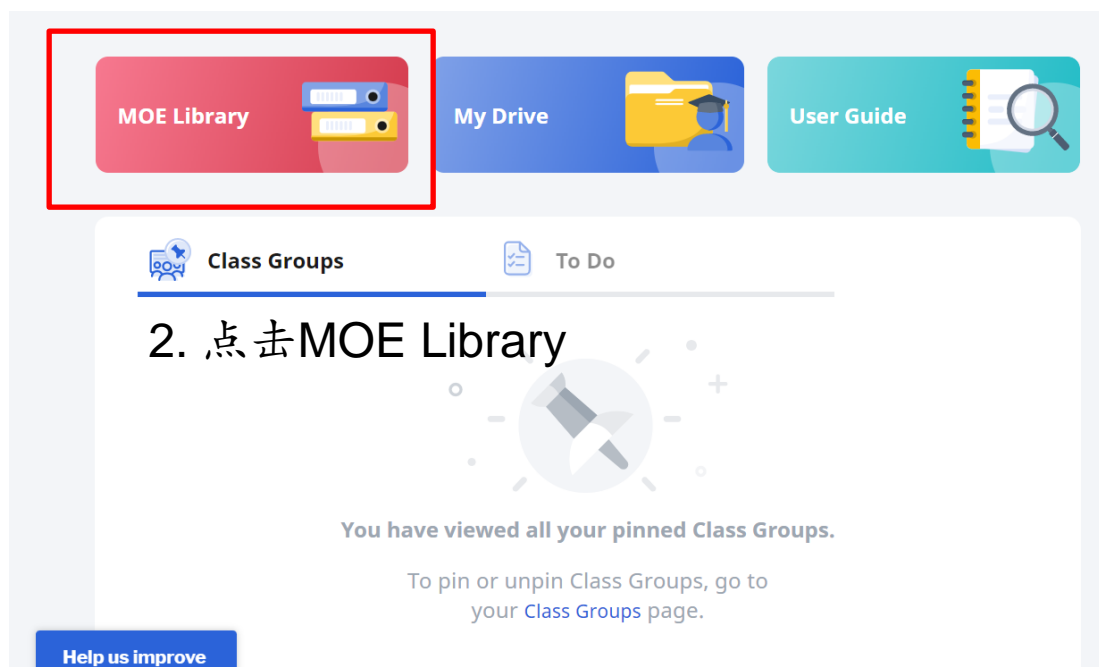 MOE Library
My Drive
User Guide
Class Groups
To Do
2. 点击MOE Library
You have viewed all your pinned Class Groups.
To pin or unpin Class Groups, go to
your Class Groups page.
Help us improve